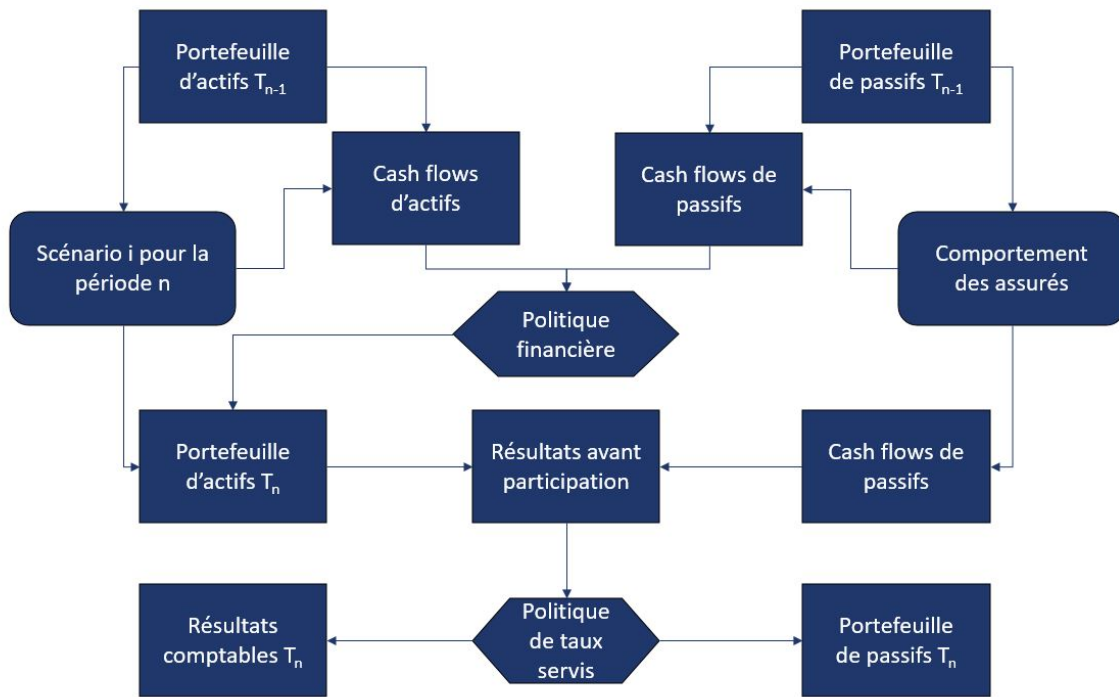 Portefeuille
d'actifs Tn-1
Portefeuille
de passifs Tn-1
Cash flows
d'actifs
Cash flows de
passifs
Scénario i pour la
période n
Comportement
des assurés
Politique
financière
Portefeuille
d'actifs Tn
Résultats avant
participation
Cash flows de
passifs
Résultats
comptables Tn
Politique
de taux
servis
Portefeuille
de passifs Tn